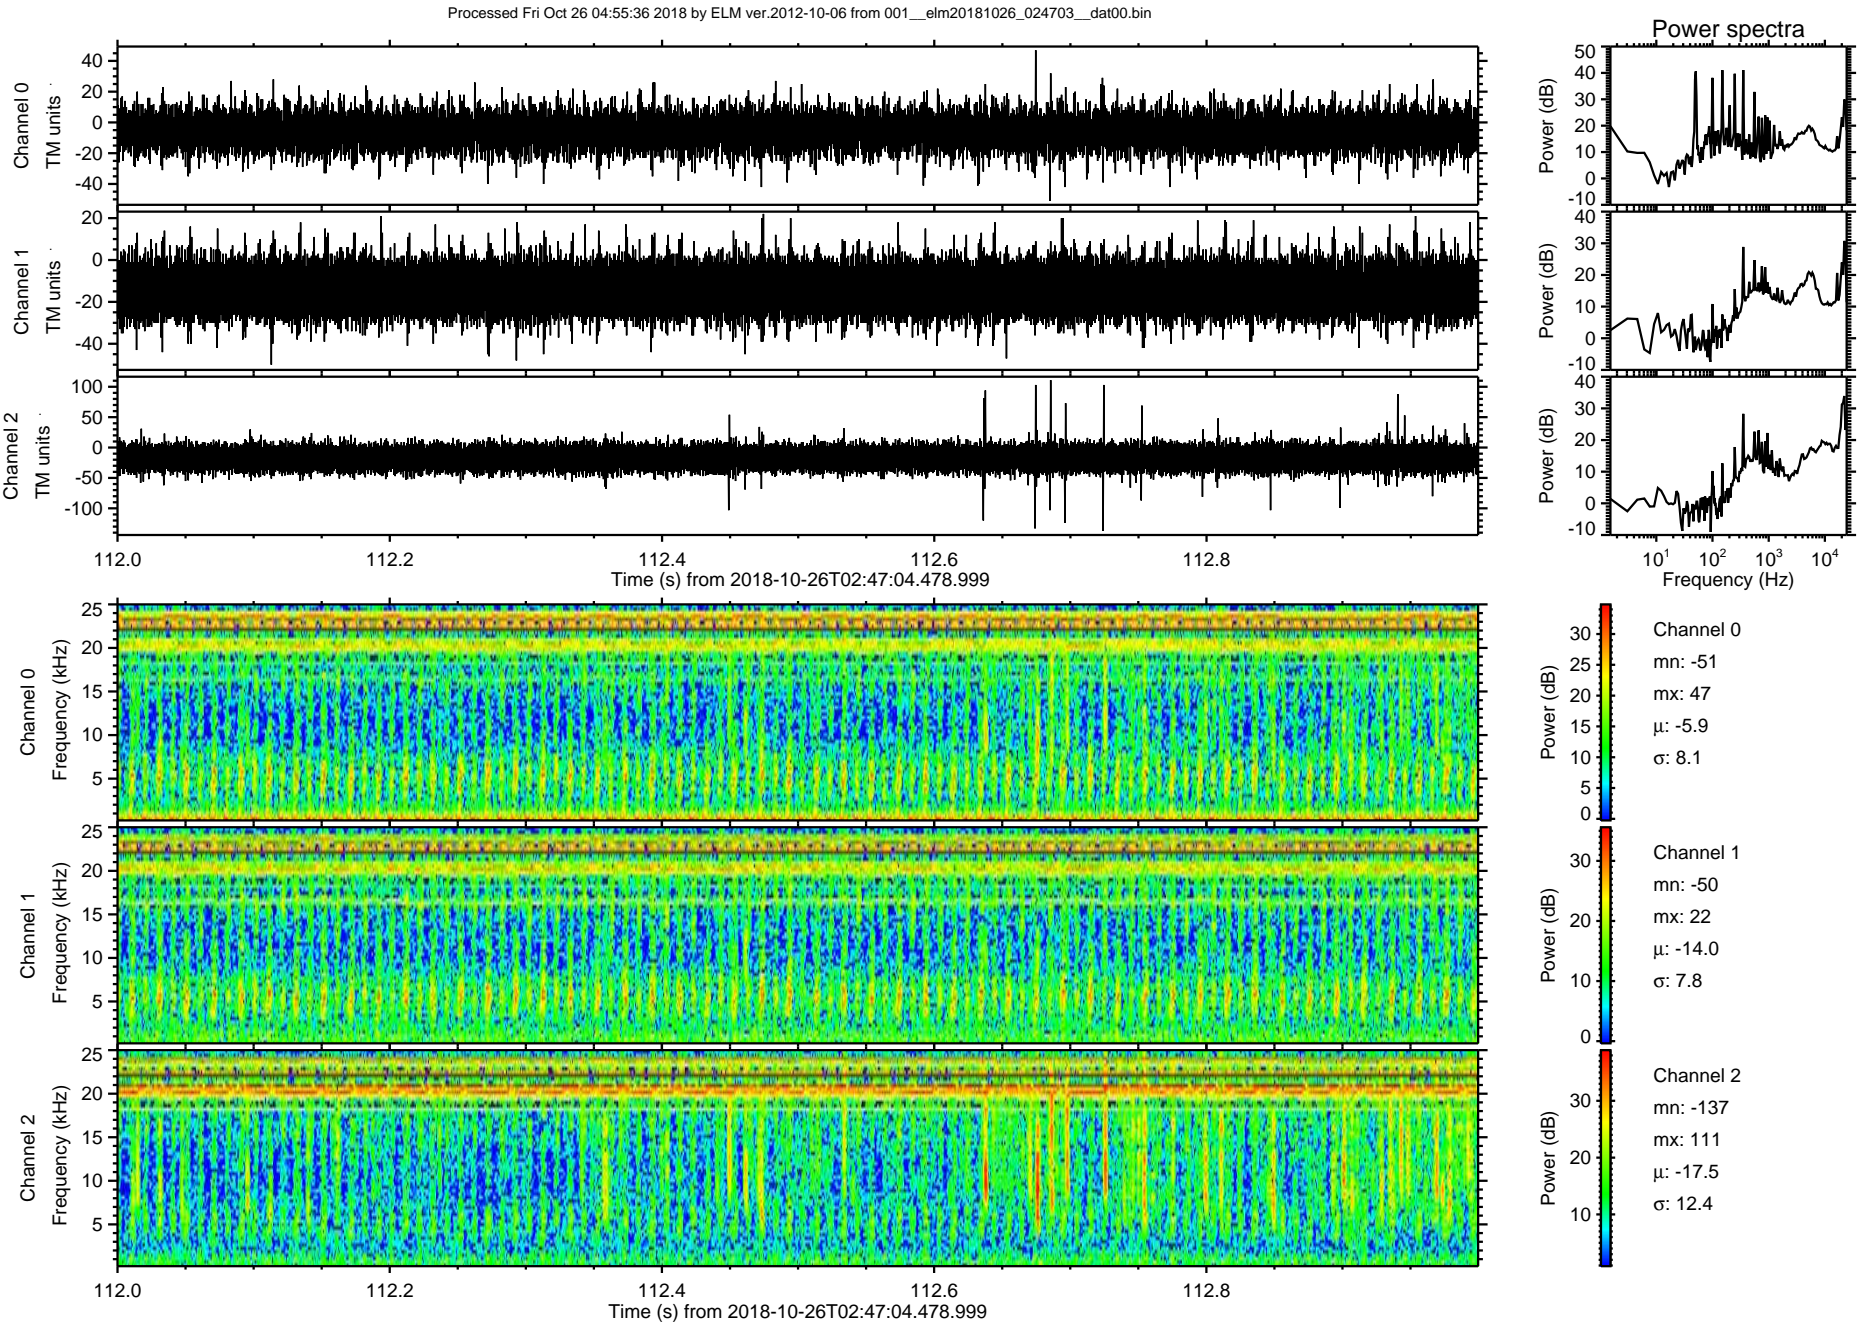 Processed Fri Oct 26 04:55:36 2018 by ELM ver.2012-10-06 from 001__elm20181026_024703__dat00.bin
Power spectra
Channel 0
TM units
40
20
0
-20
-40
Power (dB)
50
40
30
20
10
0
-10
Channel 1
TM units
20
0
-20
-40
Power (dB)
40
30
20
10
0
-10
Channel 2
TM units
100
50
0
-50
-100
Power (dB)
40
30
20
10
0
-10
112.0 112.2 112.4 112.6 112.8
Time (s) from 2018-10-26T02:47:04.478.999
10^1 10^2 10^3 10^4
Frequency (Hz)
Channel 0
Frequency (kHz)
25
20
15
10
5
Power (dB)
30
25
20
15
10
5
0
Channel 0
mn: -51
mx: 47
μ: -5.9
σ: 8.1
Channel 1
Frequency (kHz)
25
20
15
10
5
Power (dB)
30
20
10
0
Channel 1
mn: -50
mx: 22
μ: -14.0
σ: 7.8
Channel 2
Frequency (kHz)
25
20
15
10
5
Power (dB)
30
20
10
Channel 2
mn: -137
mx: 111
μ: -17.5
σ: 12.4
112.0 112.2 112.4 112.6 112.8
Time (s) from 2018-10-26T02:47:04.478.999